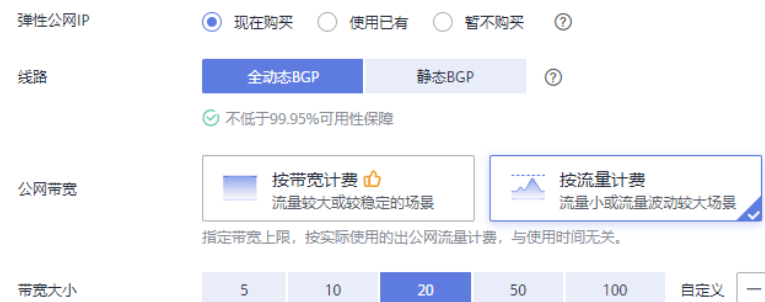 弹性公网IP 现在购买 使用已有 暂不购买 ?
线路 全动态BGP 静态BGP ?
不低于99.95%可用性保障
公网带宽 按带宽计费 按流量计费
流量较大或较稳定的场景 流量小或流量波动较大场景
指定带宽上限，按实际使用的出公网流量计费，与使用时间无关。
带宽大小 5 10 20 50 100 自定义 —